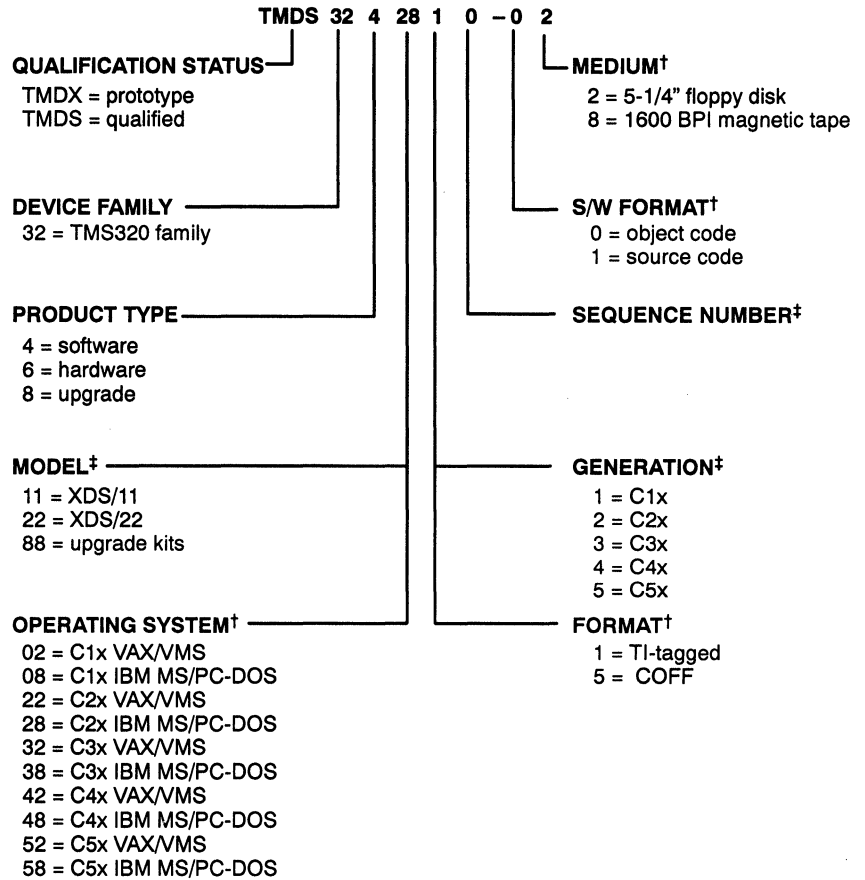 TMDS 32 4 28 1 0 – 0 2
QUALIFICATION STATUS
TMDX = prototype
TMDS = qualified
DEVICE FAMILY
32 = TMS320 family
PRODUCT TYPE
4 = software
6 = hardware
8 = upgrade
MODEL‡
11 = XDS/11
22 = XDS/22
88 = upgrade kits
OPERATING SYSTEM†
02 = C1x VAX/VMS
08 = C1x IBM MS/PC-DOS
22 = C2x VAX/VMS
28 = C2x IBM MS/PC-DOS
32 = C3x VAX/VMS
38 = C3x IBM MS/PC-DOS
42 = C4x VAX/VMS
48 = C4x IBM MS/PC-DOS
52 = C5x VAX/VMS
58 = C5x IBM MS/PC-DOS
MEDIUM†
2 = 5-1/4” floppy disk
8 = 1600 BPI magnetic tape
S/W FORMAT†
0 = object code
1 = source code
SEQUENCE NUMBER‡
GENERATION‡
1 = C1x
2 = C2x
3 = C3x
4 = C4x
5 = C5x
FORMAT†
1 = TI-tagged
5 = COFF